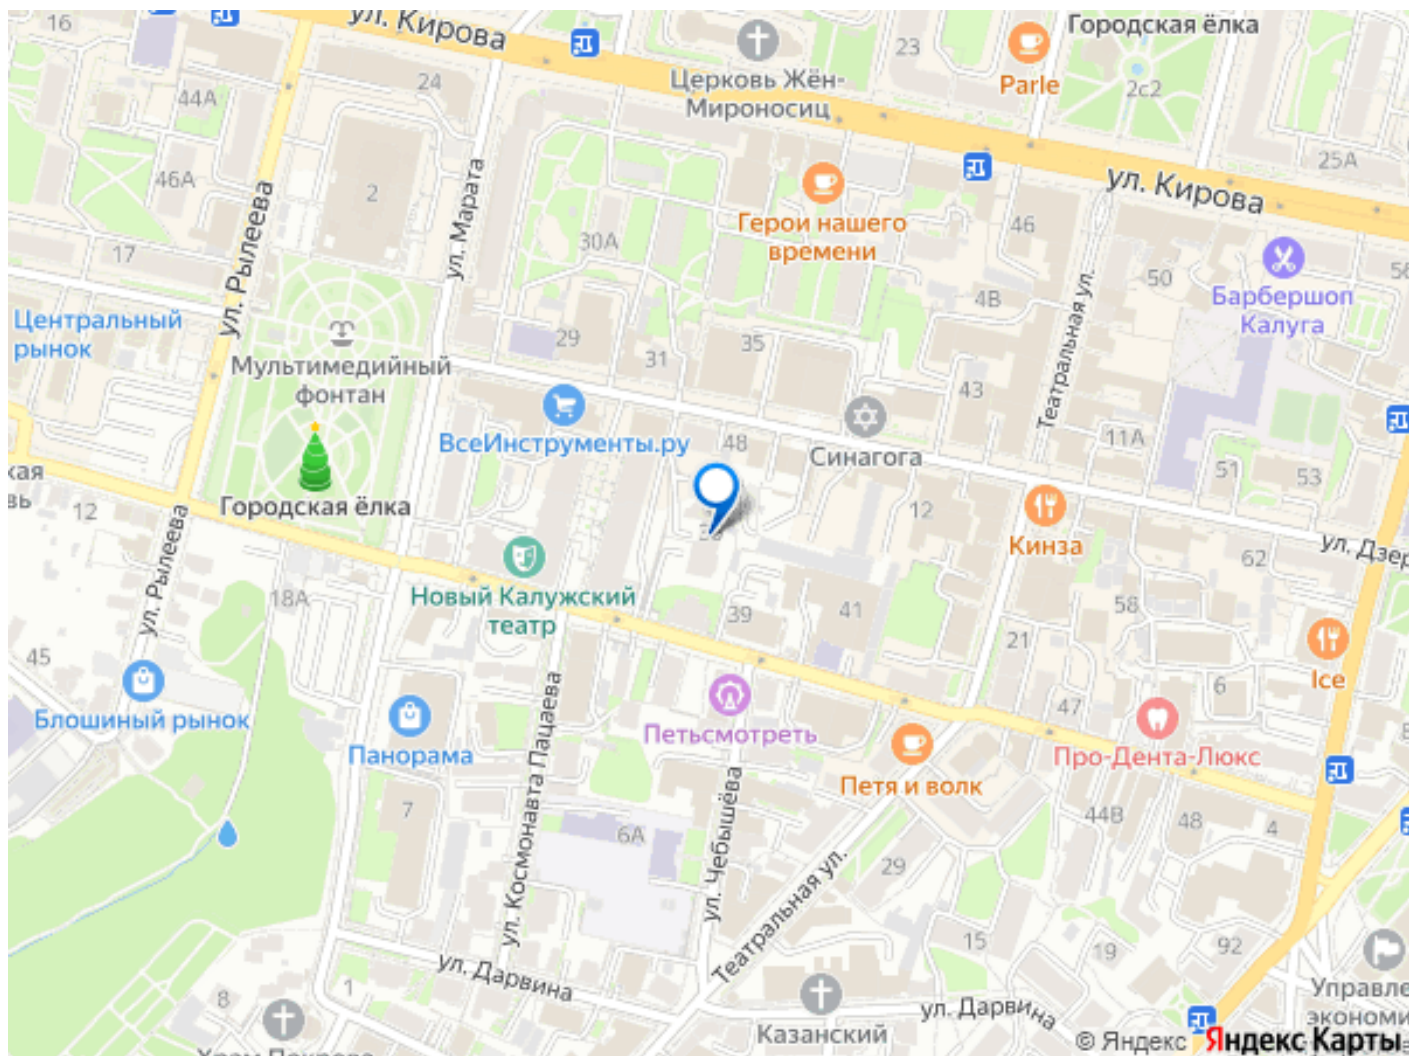 16
ул. Кирова
24
44А
46А
2
17
ул. Рылеева
ул. Марата
Церковь Жён-
Мироносиц
23
Parle
Городская ёлка
2с2
25А
ул. Кирова
Герои нашего
времени
30А
46
4В
50
Театральная ул.
Барбершоп
Калуга
Центральный
рынок
Мультимедийный
фонтан
29
31
35
43
ВсеИнструменты.ру
48
Синагога
11А
51
53
Городская ёлка
12
ул. Рылеева
18А
Новый Калужский
театр
39
41
12
Кинза
ул. Дзер
62
58
21
6
Ice
45
Блошиный рынок
Панорама
Петьсмотреть
47
Про-Дента-Люкс
Петя и волк
7
6А
ул. Космонавта Пацаева
ул. Чебышёва
Театральная ул.
29
44В
48
4
15
19
92
ул. Дарвина
1
8
Казанский
ул. Дарвина
Управле
экономи
© Яндекс Яндекс Карты